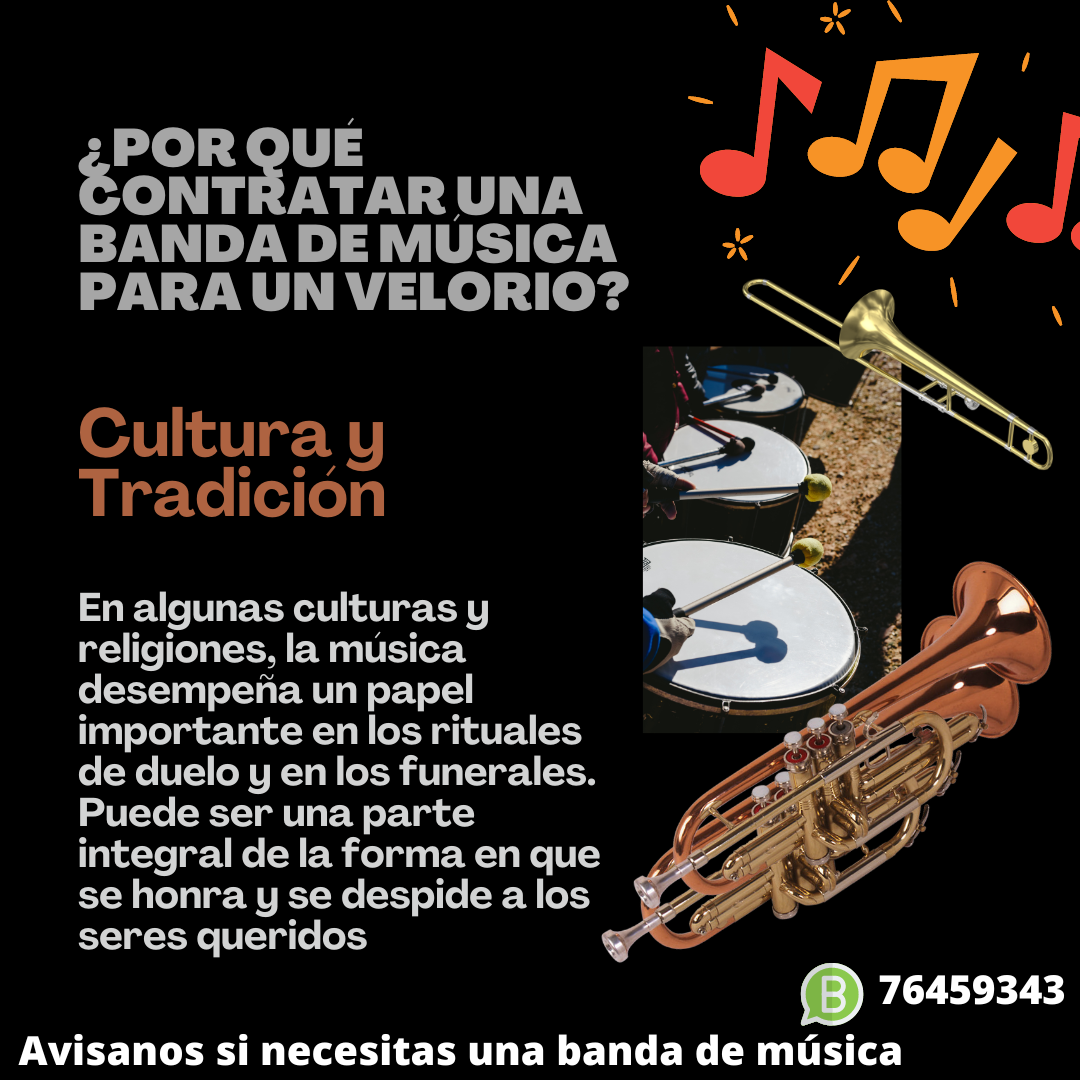 ¿POR QUÉ
CONTRATAR UNA
BANDA DE MÚSICA
PARA UN VELORIO?
Cultura y
Tradición
En algunas culturas y
religiones, la música
desempeña un papel
importante en los rituales
de duelo y en los funerales.
Puede ser una parte
integral de la forma en que
se honra y se despide a los
seres queridos
B 76459343
Avisanos si necesitas una banda de música